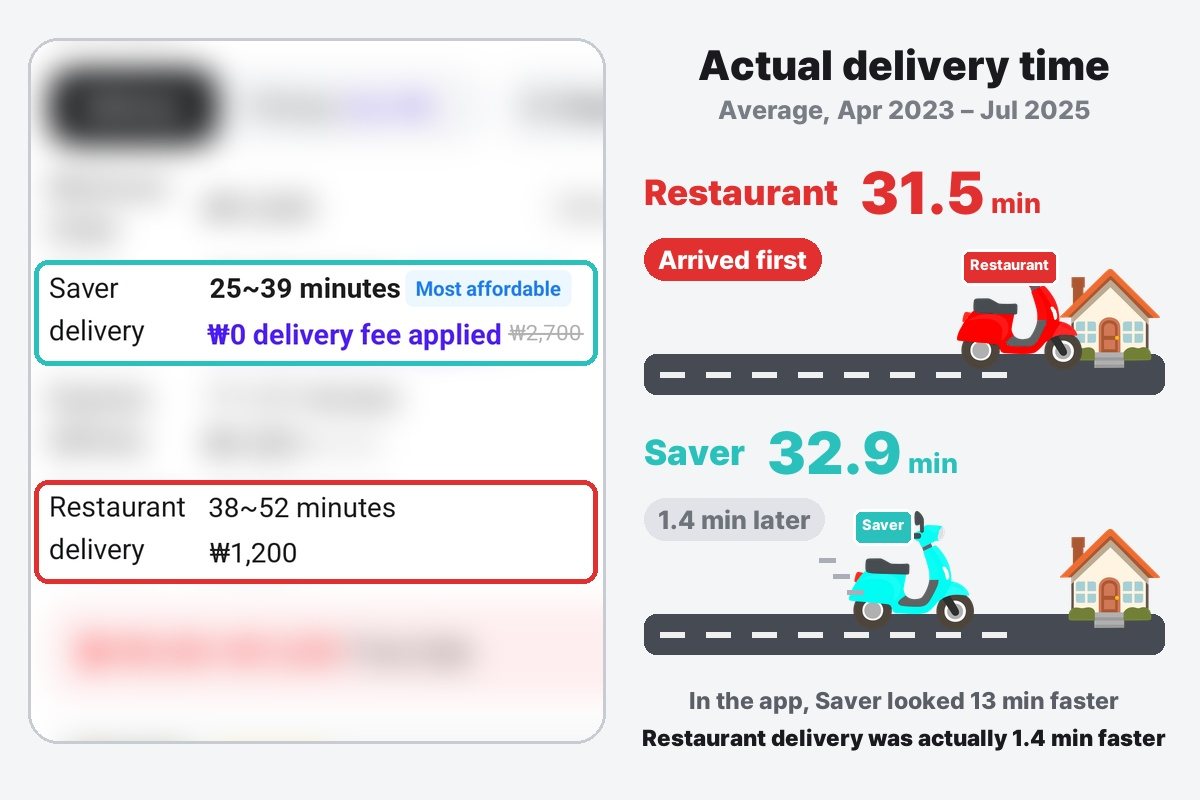 Saver delivery
25~39 minutes Most affordable
₩0 delivery fee applied ₩2,700
Restaurant delivery
38~52 minutes
₩1,200
Actual delivery time
Average, Apr 2023 – Jul 2025
Restaurant 31.5 min
Arrived first
Restaurant
Saver 32.9 min
1.4 min later
Saver
In the app, Saver looked 13 min faster
Restaurant delivery was actually 1.4 min faster